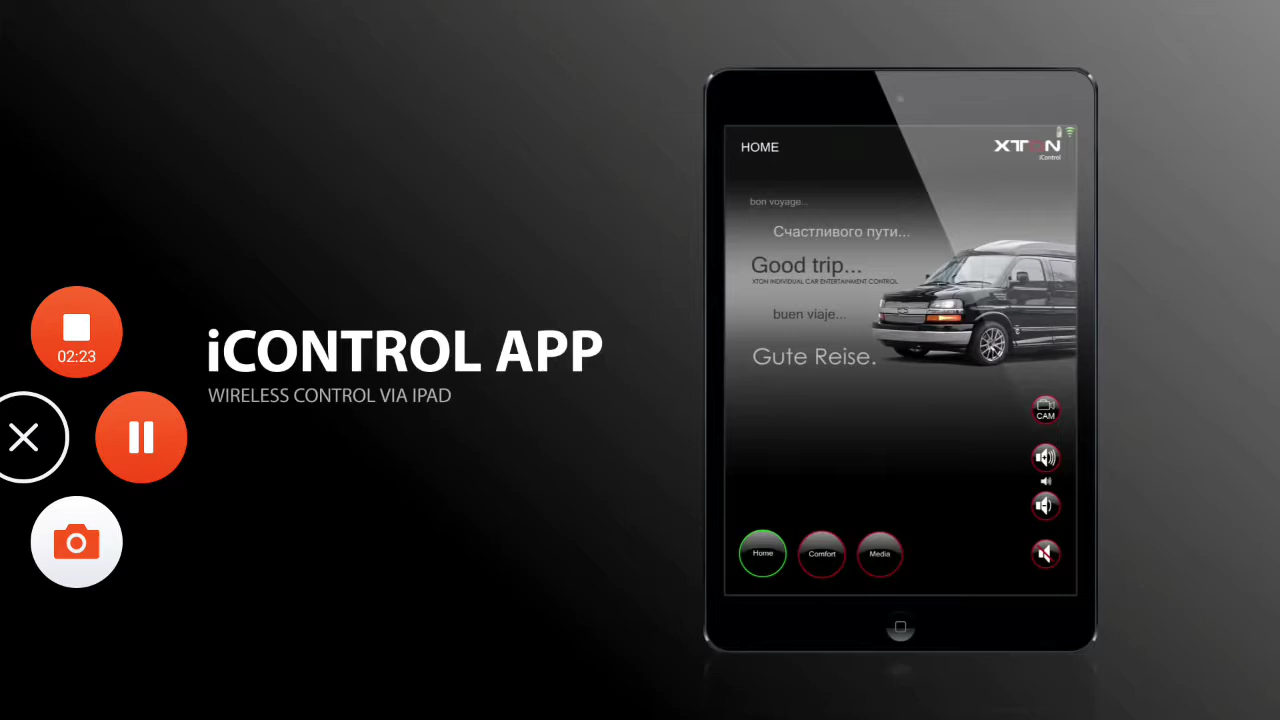 02:23
iCONTROL APP
WIRELESS CONTROL VIA IPAD
HOME
XTON
iControl
bon voyage...
Счастливого пути...
Good trip...
XTON INDIVIDUAL CAR ENTERTAINMENT CONTROL
buen viaje...
Gute Reise.
CAM
Home
Comfort
Media